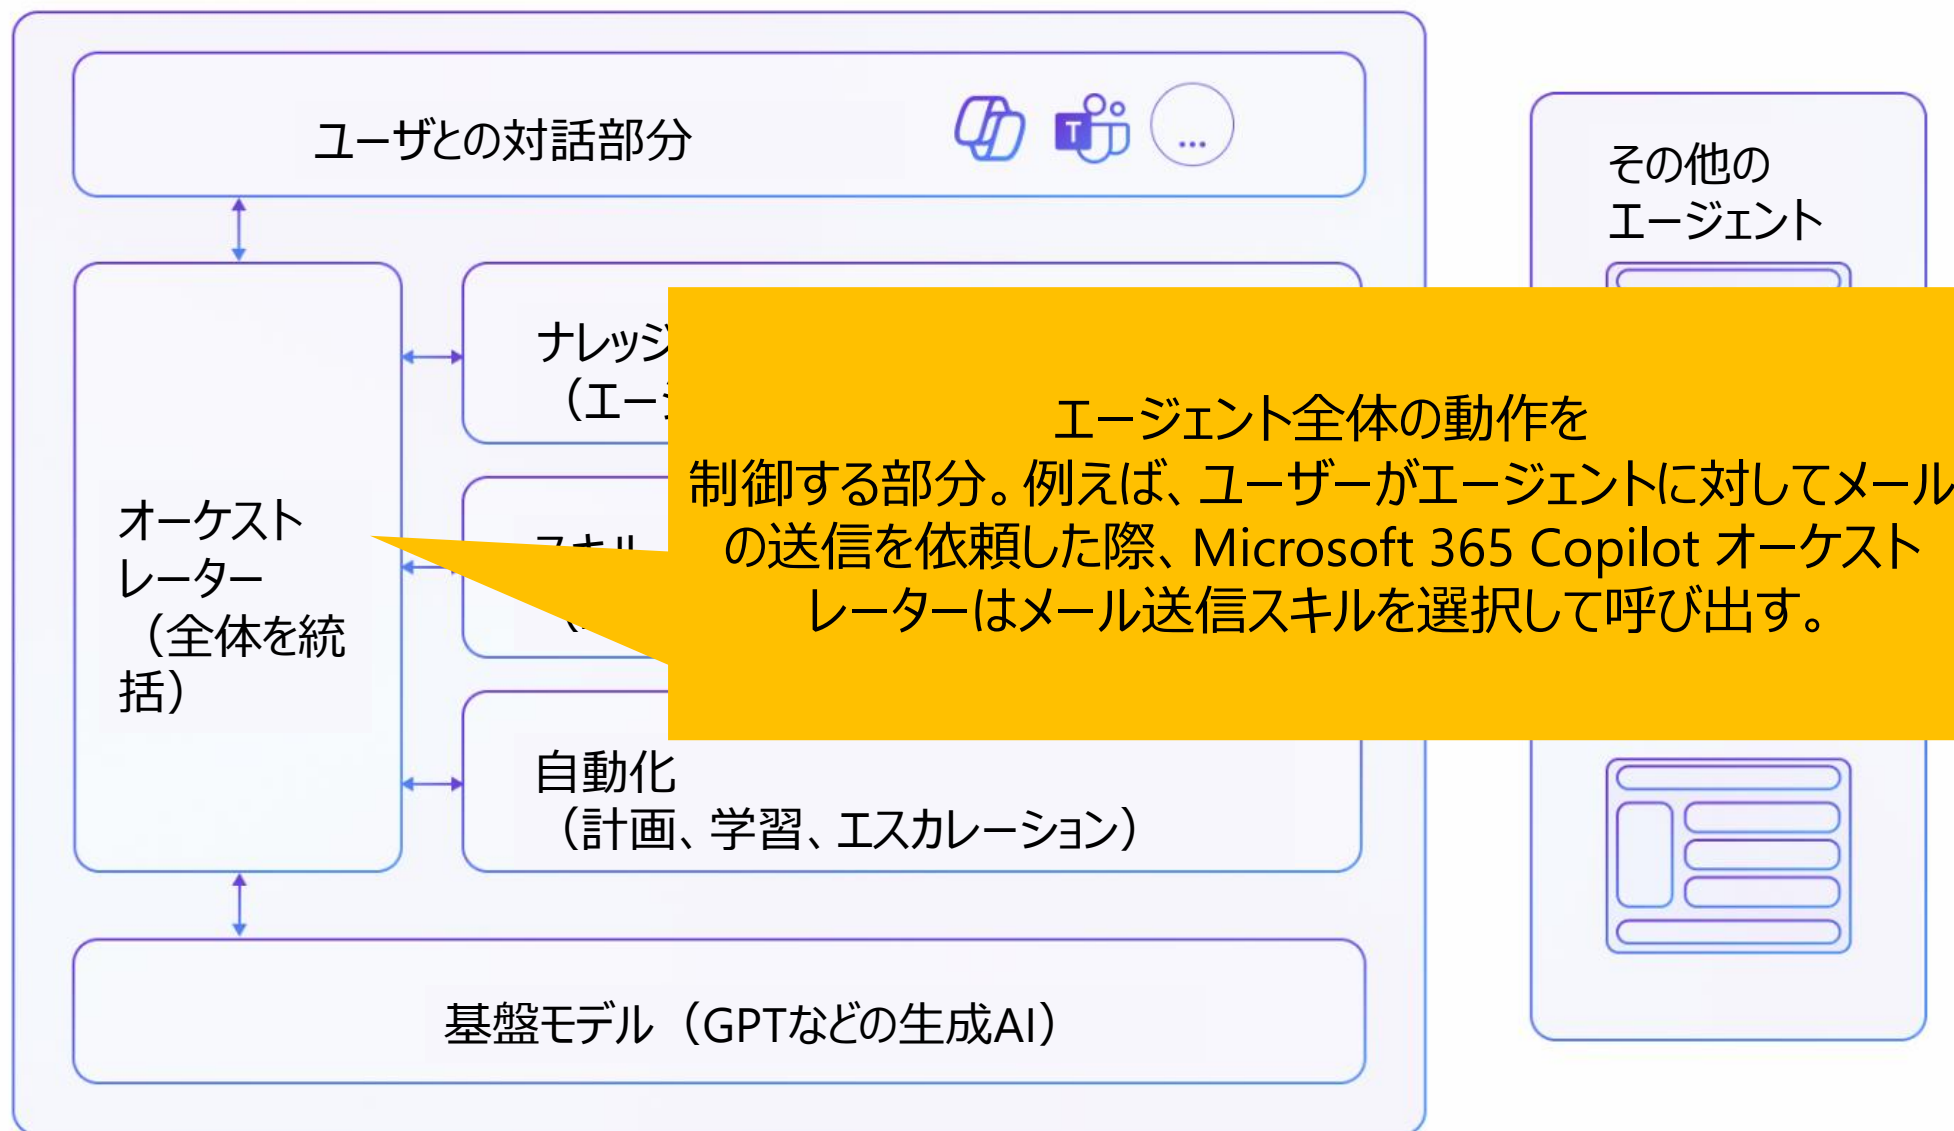 ユーザとの対話部分
T
...
その他の
エージェント
ナレッジ
(エー
エージェント全体の動作を
制御する部分。例えば、ユーザーがエージェントに対してメール
の送信を依頼した際、Microsoft 365 Copilot オーケスト
レーターはメール送信スキルを選択して呼び出す。
オーケスト
レーター
（全体を統
括）
スキル
自動化
（計画、学習、エスカレーション）
基盤モデル（GPTなどの生成AI）